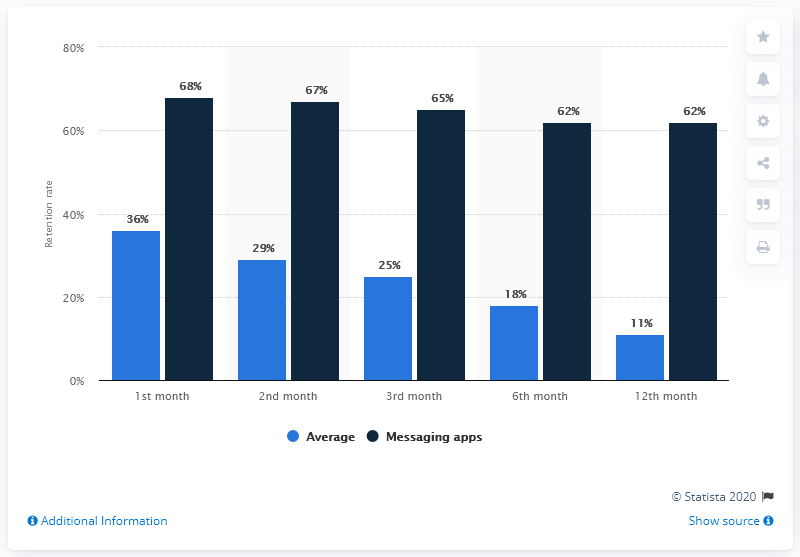 80%
60%
40%
20%
0%
Retention rate
68%
67%
65%
62%
62%
36%
29%
25%
18%
11%
1st month
2nd month
3rd month
6th month
12th month
Average
Messaging apps
© Statista 2020
Additional Information
Show source